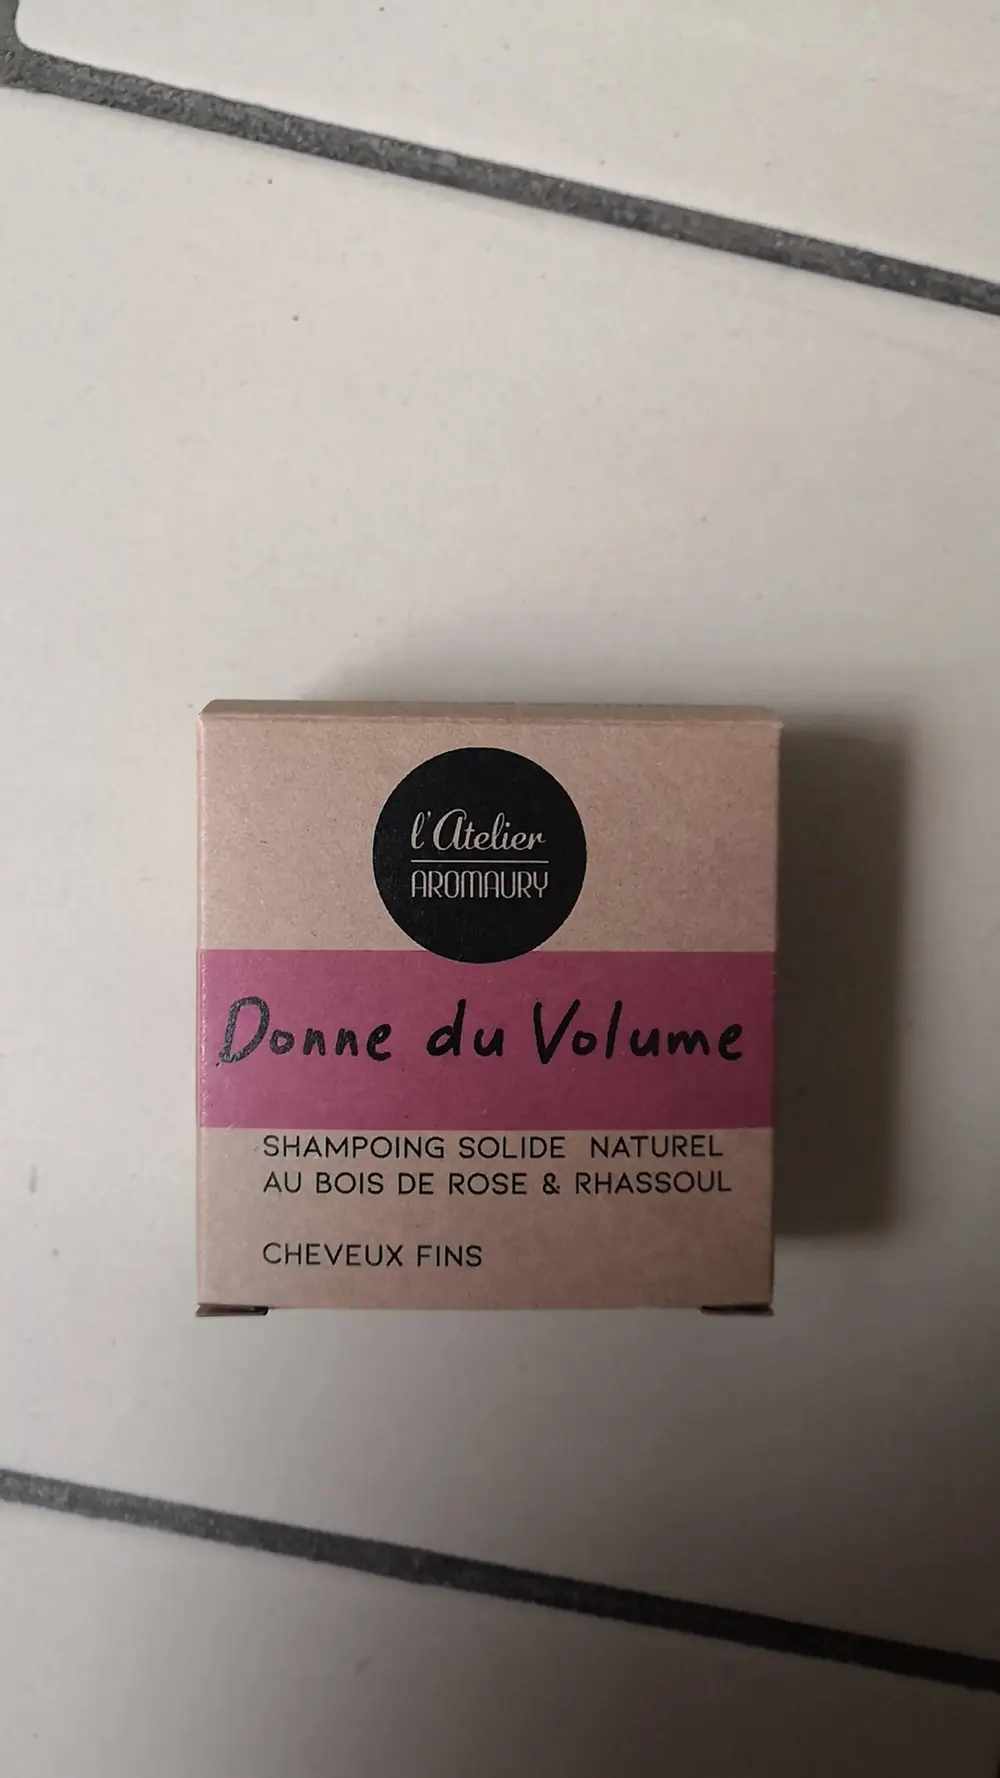 l'Atelier
AROMAURY
Donne du Volume
SHAMPOING SOLIDE NATUREL
AU BOIS DE ROSE & RHASSOUL
CHEVEUX FINS